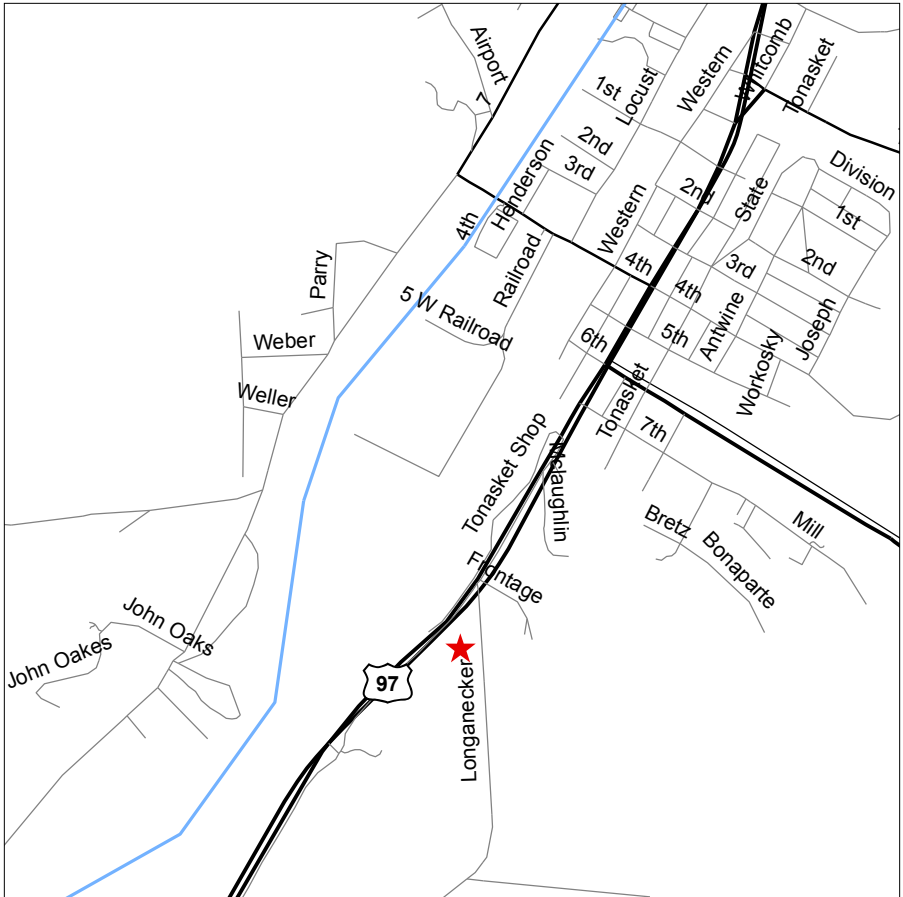 Airport
7
1st
Locust
Western
Whitcomb
Tonasket
2nd
3rd
Henderson
4th
Division
1st
2nd
State
2nd
Western
4th
3rd
4th
Railroad
Parry
5 W Railroad
Antwine
5th
Joseph
Workosky
6th
Weber
Weller
Tonasket
7th
Tonasket Shop
Mclaughlin
Bretz
Bonaparte
Mill
Frontage
John Oaks
John Oakes
97
Longanecker